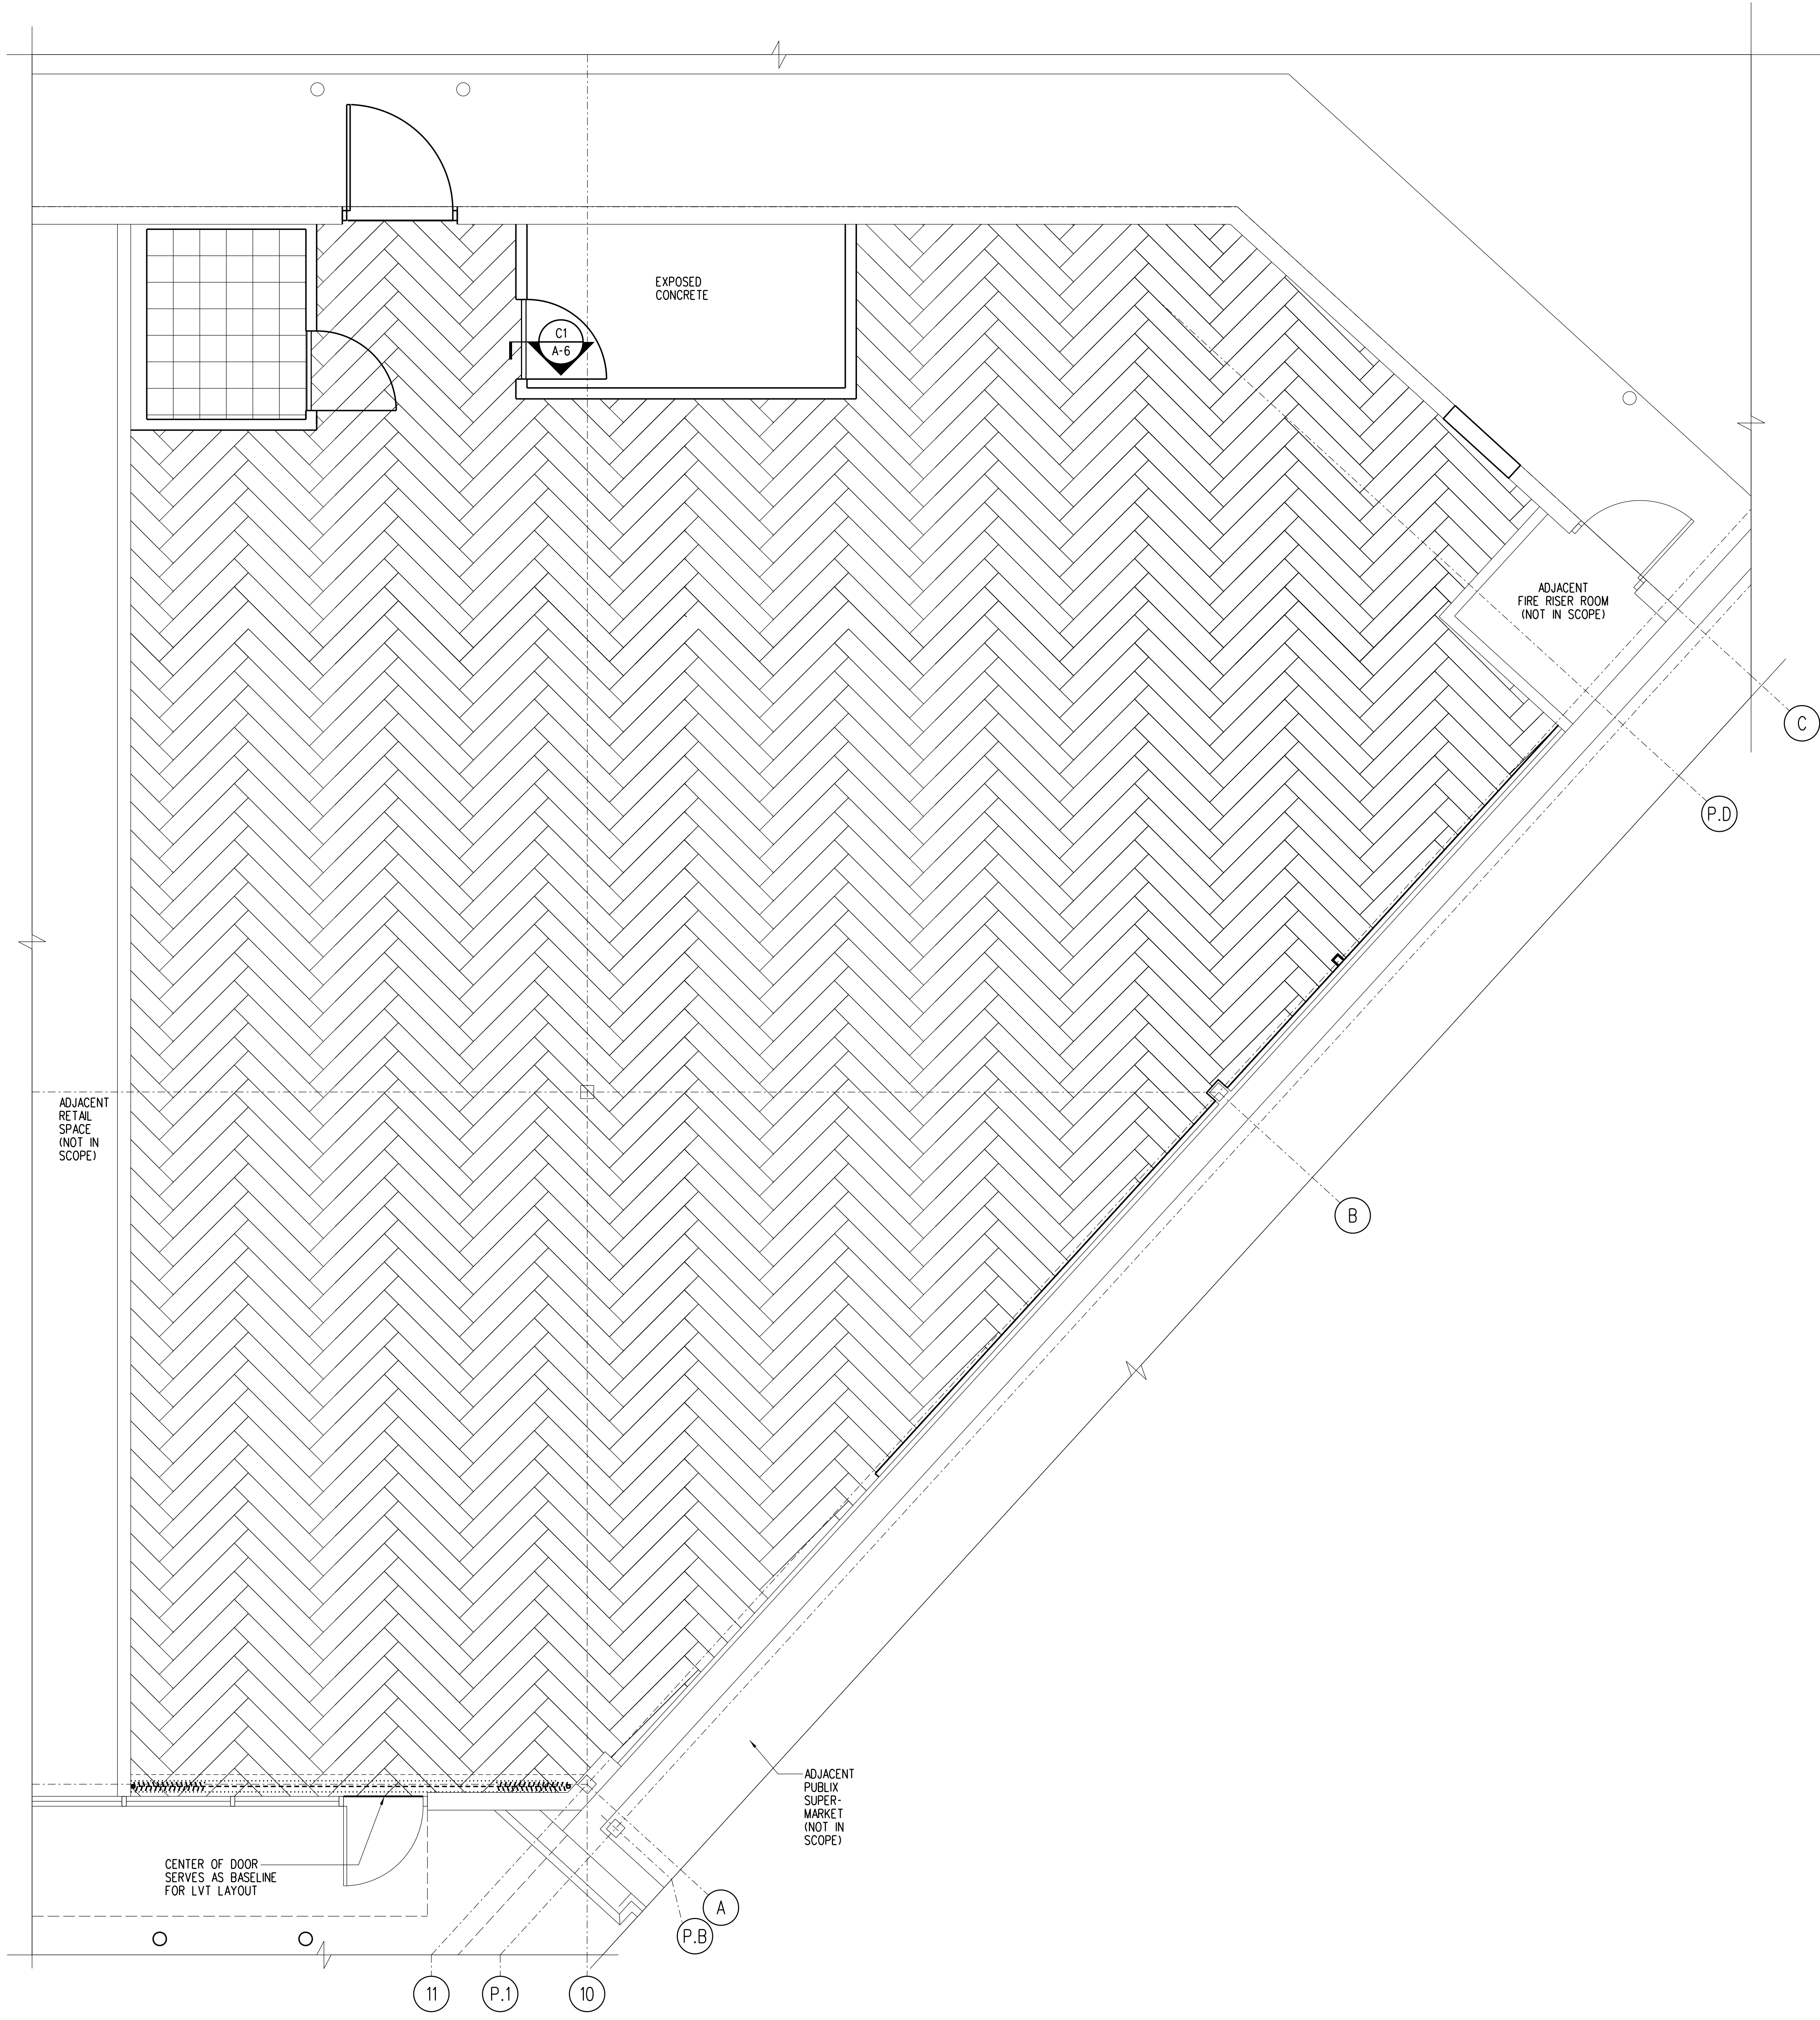 EXPOSED
CONCRETE
C1
A-6
ADJACENT
FIRE RISER ROOM
(NOT IN SCOPE)
C
P.D
ADJACENT
RETAIL
SPACE
(NOT IN
SCOPE)
B
ADJACENT
PUBLIX
SUPER-
MARKET
(NOT IN
SCOPE)
CENTER OF DOOR
SERVES AS BASELINE
FOR LVT LAYOUT
A
P.B
11
P.1
10